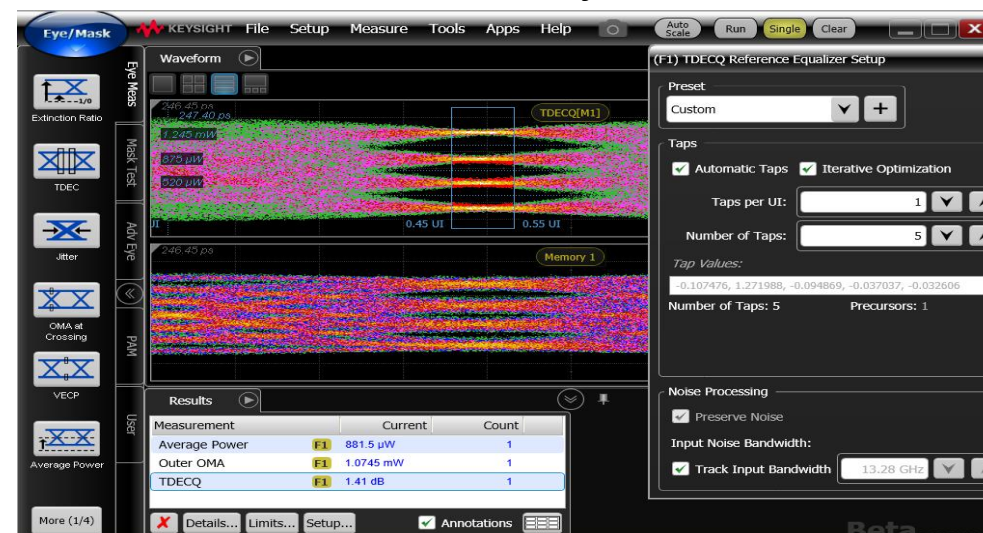 Eye/Mask
KEYSIGHT File Setup Measure Tools Apps Help
Auto Scale Run Single Clear
X
Extinction Ratio
TDEC
Jitter
OMA at
Crossing
VECP
Average Power
More (1/4)
Eye Meas
Mask Test
Adv Eye
PAM
User
Waveform
246.45 ps
247.40 ps
TDECQ[M1]
1.245 mW
875 µW
520 µW
UI
0.45 UI
0.55 UI
246.45 ps
Memory 1
Results
Measurement Current Count
Average Power F1 881.5 µW 1
Outer OMA F1 1.0745 mW 1
TDECQ F1 1.41 dB 1
X Details... Limits... Setup... Annotations
(F1) TDECQ Reference Equalizer Setup
Preset
Custom
Taps
Automatic Taps Iterative Optimization
Taps per UI: 1
Number of Taps: 5
Tap Values:
-0.107476, 1.271988, -0.094869, -0.037037, -0.032606
Number of Taps: 5 Precursors: 1
Noise Processing
Preserve Noise
Input Noise Bandwidth:
Track Input Bandwidth 13.28 GHz
Beta